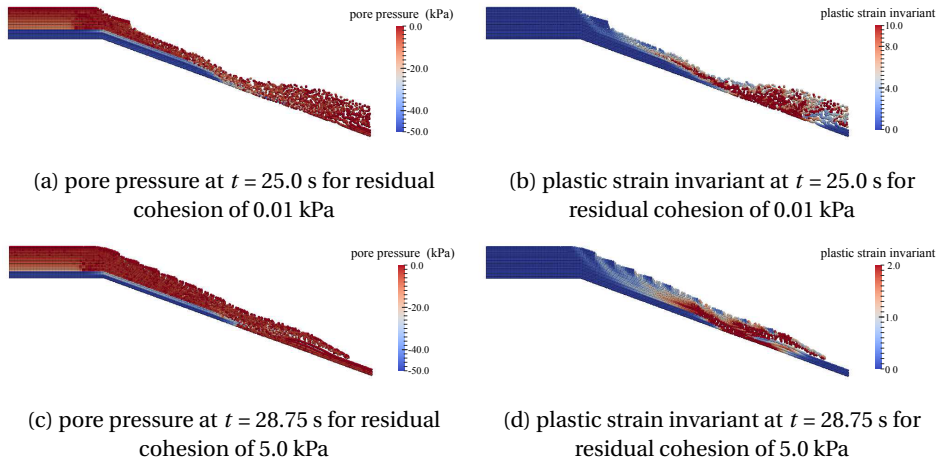 pore pressure (kPa)
0.0
-20.0
-40.0
-50.0
plastic strain invariant
10.0
8.0
4.0
0 0
(a) pore pressure at t = 25.0 s for residual
cohesion of 0.01 kPa
(b) plastic strain invariant at t = 25.0 s for
residual cohesion of 0.01 kPa
pore pressure (kPa)
0.0
-20.0
-40.0
-50.0
plastic strain invariant
2.0
1.0
0.0
(c) pore pressure at t = 28.75 s for residual
cohesion of 5.0 kPa
(d) plastic strain invariant at t = 28.75 s for
residual cohesion of 5.0 kPa